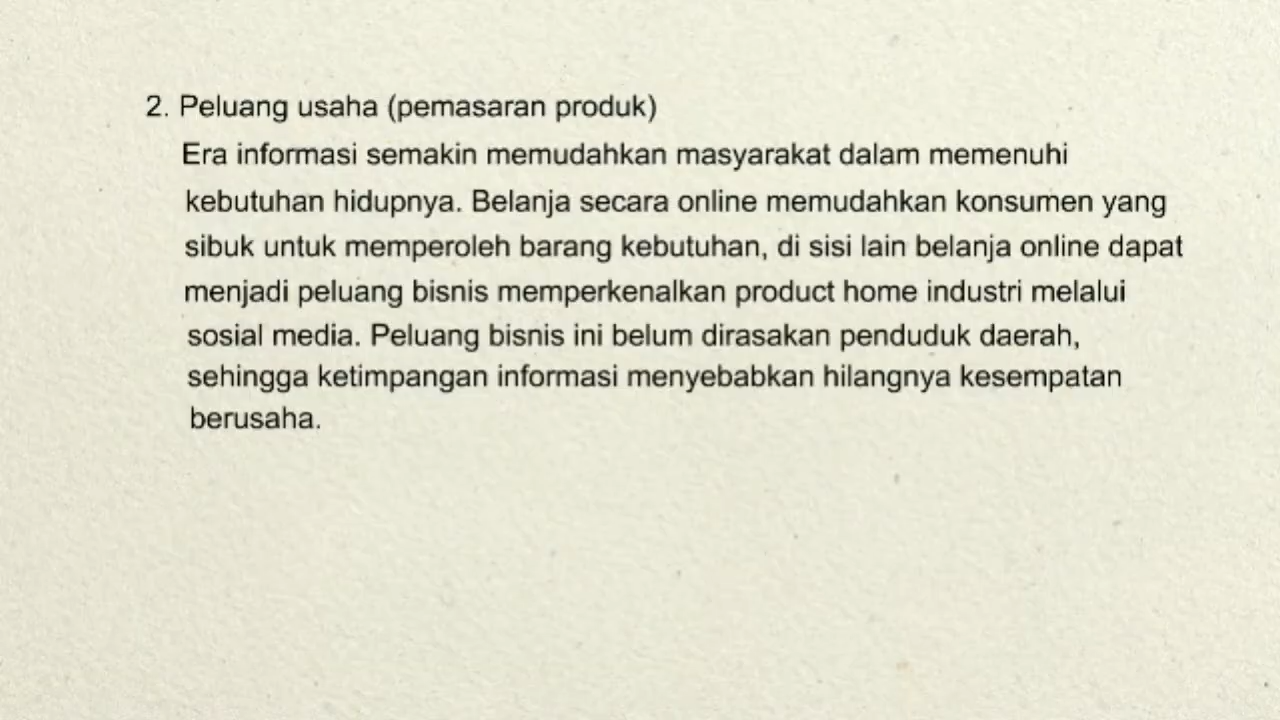 2. Peluang usaha (pemasaran produk)
Era informasi semakin memudahkan masyarakat dalam memenuhi
kebutuhan hidupnya. Belanja secara online memudahkan konsumen yang
sibuk untuk memperoleh barang kebutuhan, di sisi lain belanja online dapat
menjadi peluang bisnis memperkenalkan product home industri melalui
sosial media. Peluang bisnis ini belum dirasakan penduduk daerah,
sehingga ketimpangan informasi menyebabkan hilangnya kesempatan
berusaha.